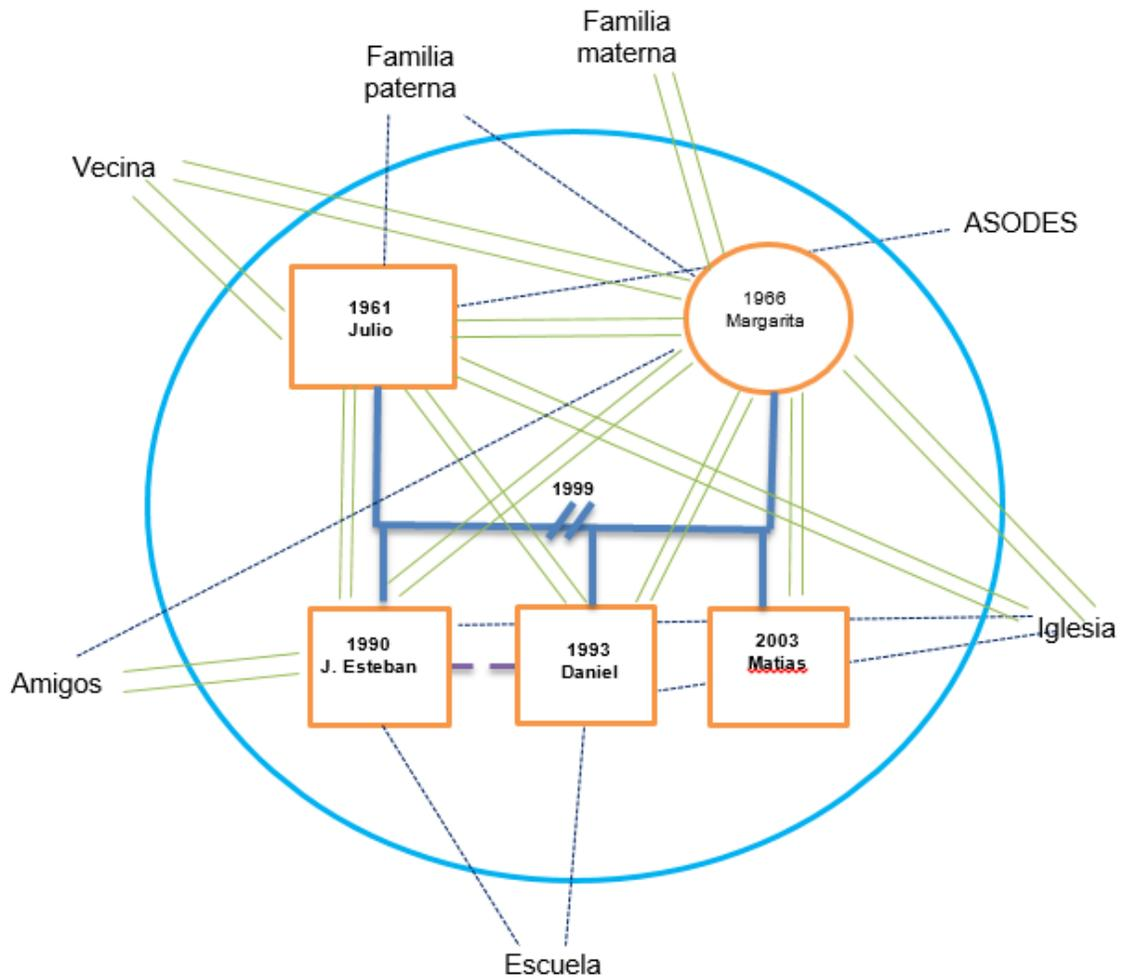 Familia
materna
Familia
paterna
Vecina
ASODES
1961
Julio
1966
Margarita
1999
1990
J. Esteban
1993
Daniel
2003
Matias
Iglesia
Amigos
Escuela